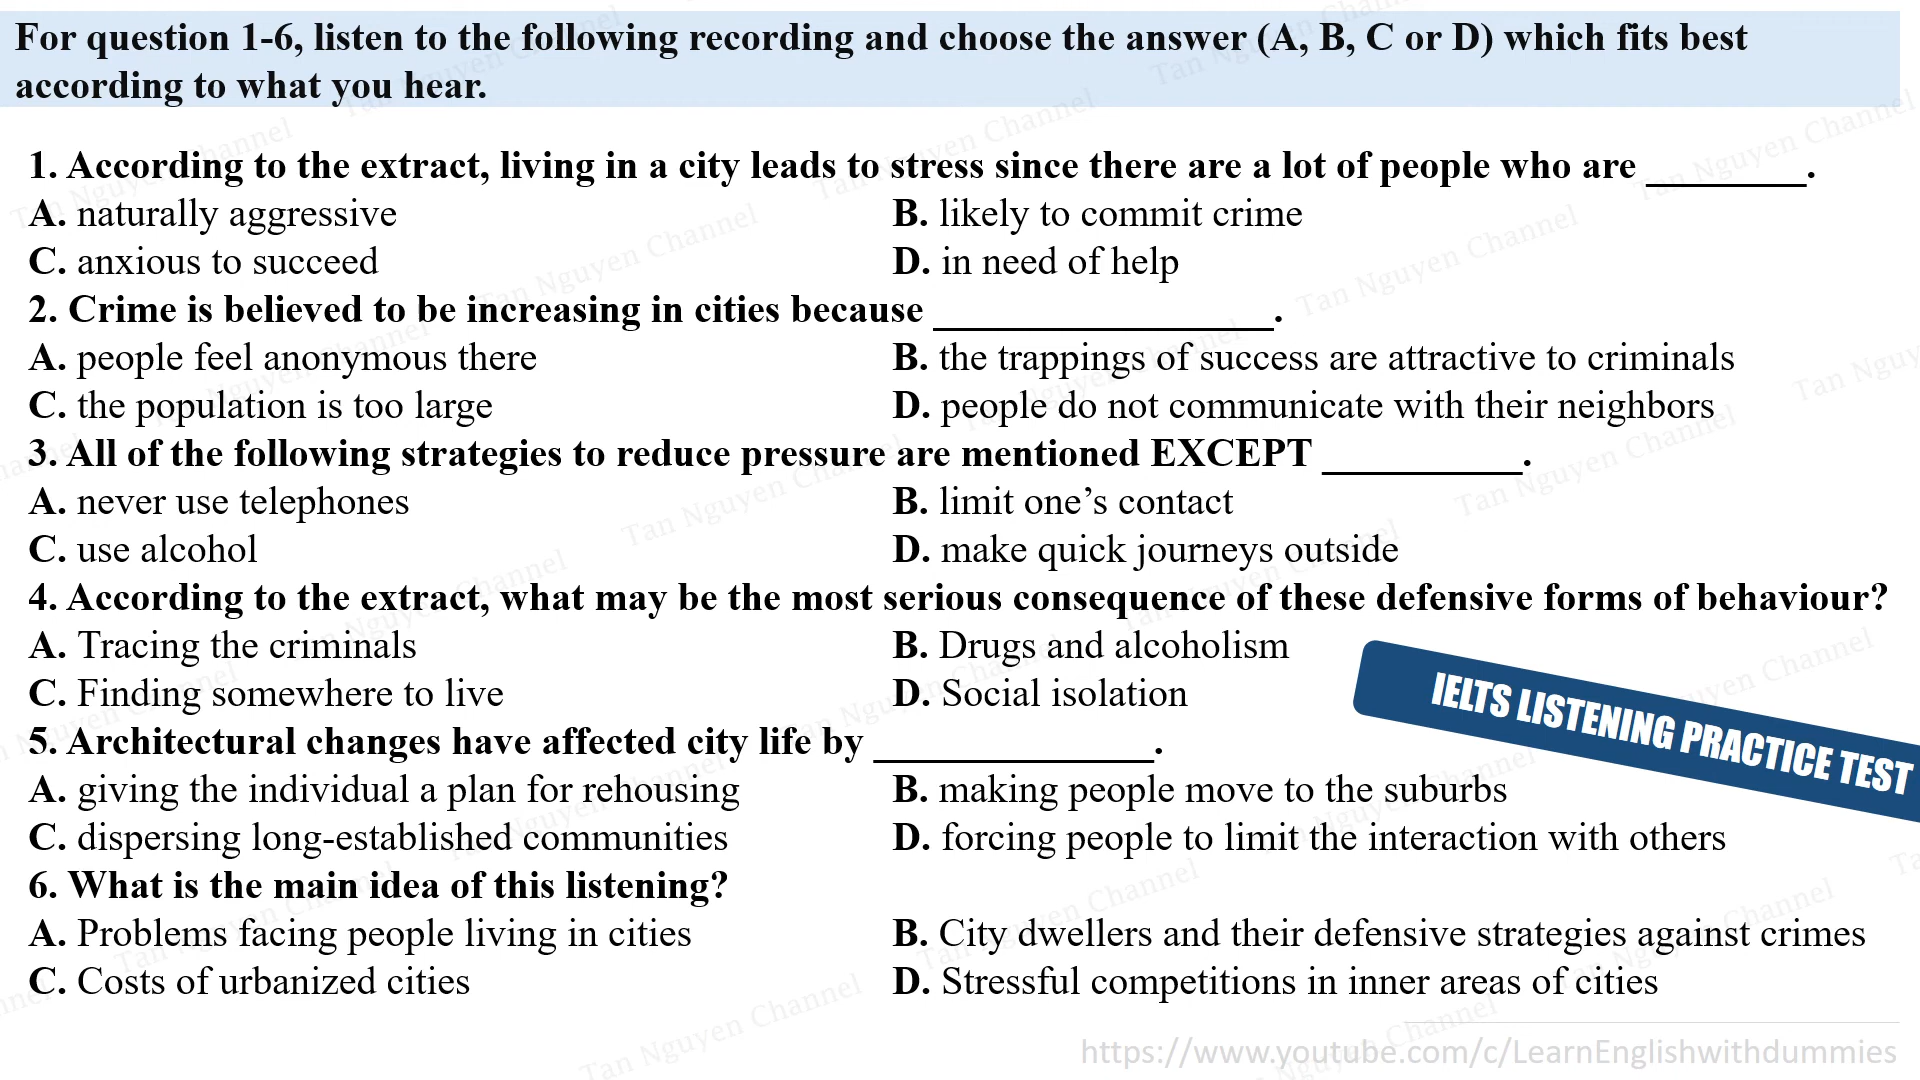 For question 1-6, listen to the following recording and choose the answer (A, B, C or D) which fits best
according to what you hear.
1. According to the extract, living in a city leads to stress since there are a lot of people who are ________.
A. naturally aggressive B. likely to commit crime
C. anxious to succeed D. in need of help
2. Crime is believed to be increasing in cities because _________________.
A. people feel anonymous there B. the trappings of success are attractive to criminals
C. the population is too large D. people do not communicate with their neighbors
3. All of the following strategies to reduce pressure are mentioned EXCEPT __________.
A. never use telephones B. limit one’s contact
C. use alcohol D. make quick journeys outside
4. According to the extract, what may be the most serious consequence of these defensive forms of behaviour?
A. Tracing the criminals B. Drugs and alcoholism
C. Finding somewhere to live D. Social isolation
IELTS LISTENING PRACTICE TEST
5. Architectural changes have affected city life by ______________.
A. giving the individual a plan for rehousing B. making people move to the suburbs
C. dispersing long-established communities D. forcing people to limit the interaction with others
6. What is the main idea of this listening?
A. Problems facing people living in cities B. City dwellers and their defensive strategies against crimes
C. Costs of urbanized cities D. Stressful competitions in inner areas of cities
https://www.youtube.com/c/LearnEnglishwithdummies
Tan Nguyen Channel